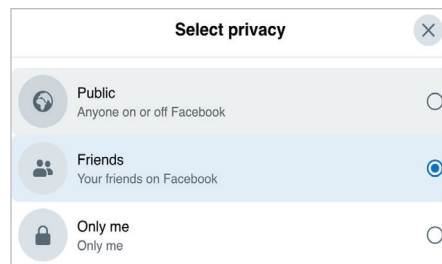 Select privacy
Public
Anyone on or off Facebook
Friends
Your friends on Facebook
Only me
Only me